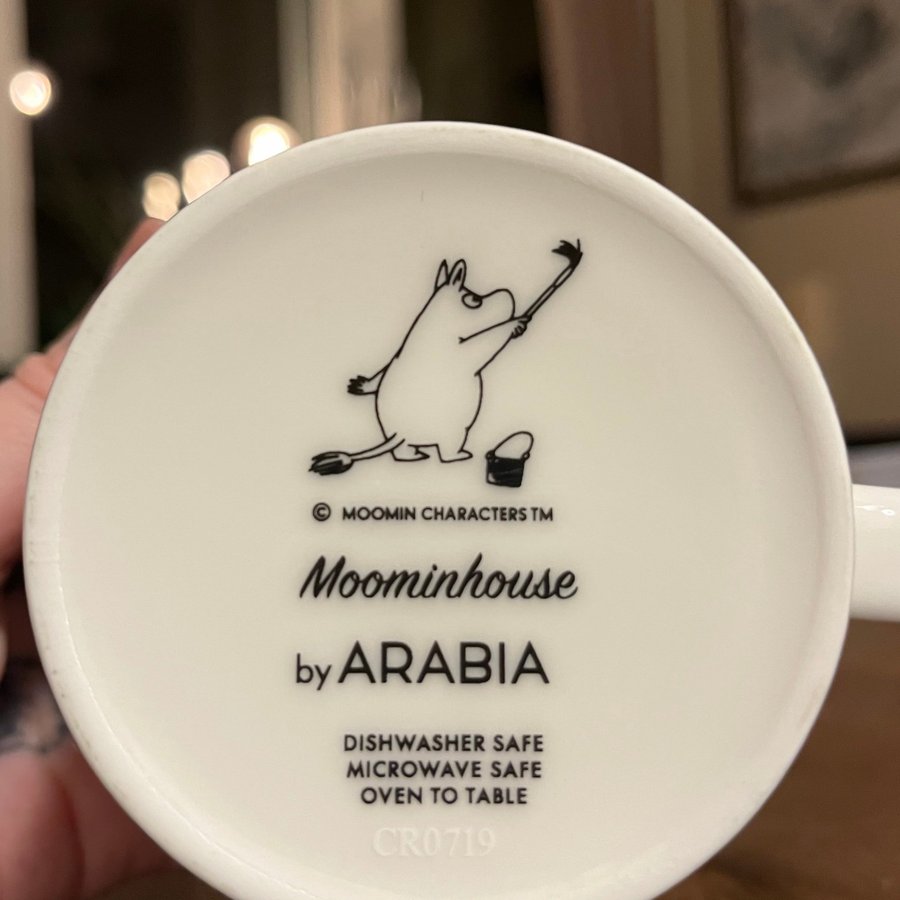 © MOOMIN CHARACTERS TM
Moominhouse
by ARABIA
DISHWASHER SAFE
MICROWAVE SAFE
OVEN TO TABLE
CR0719